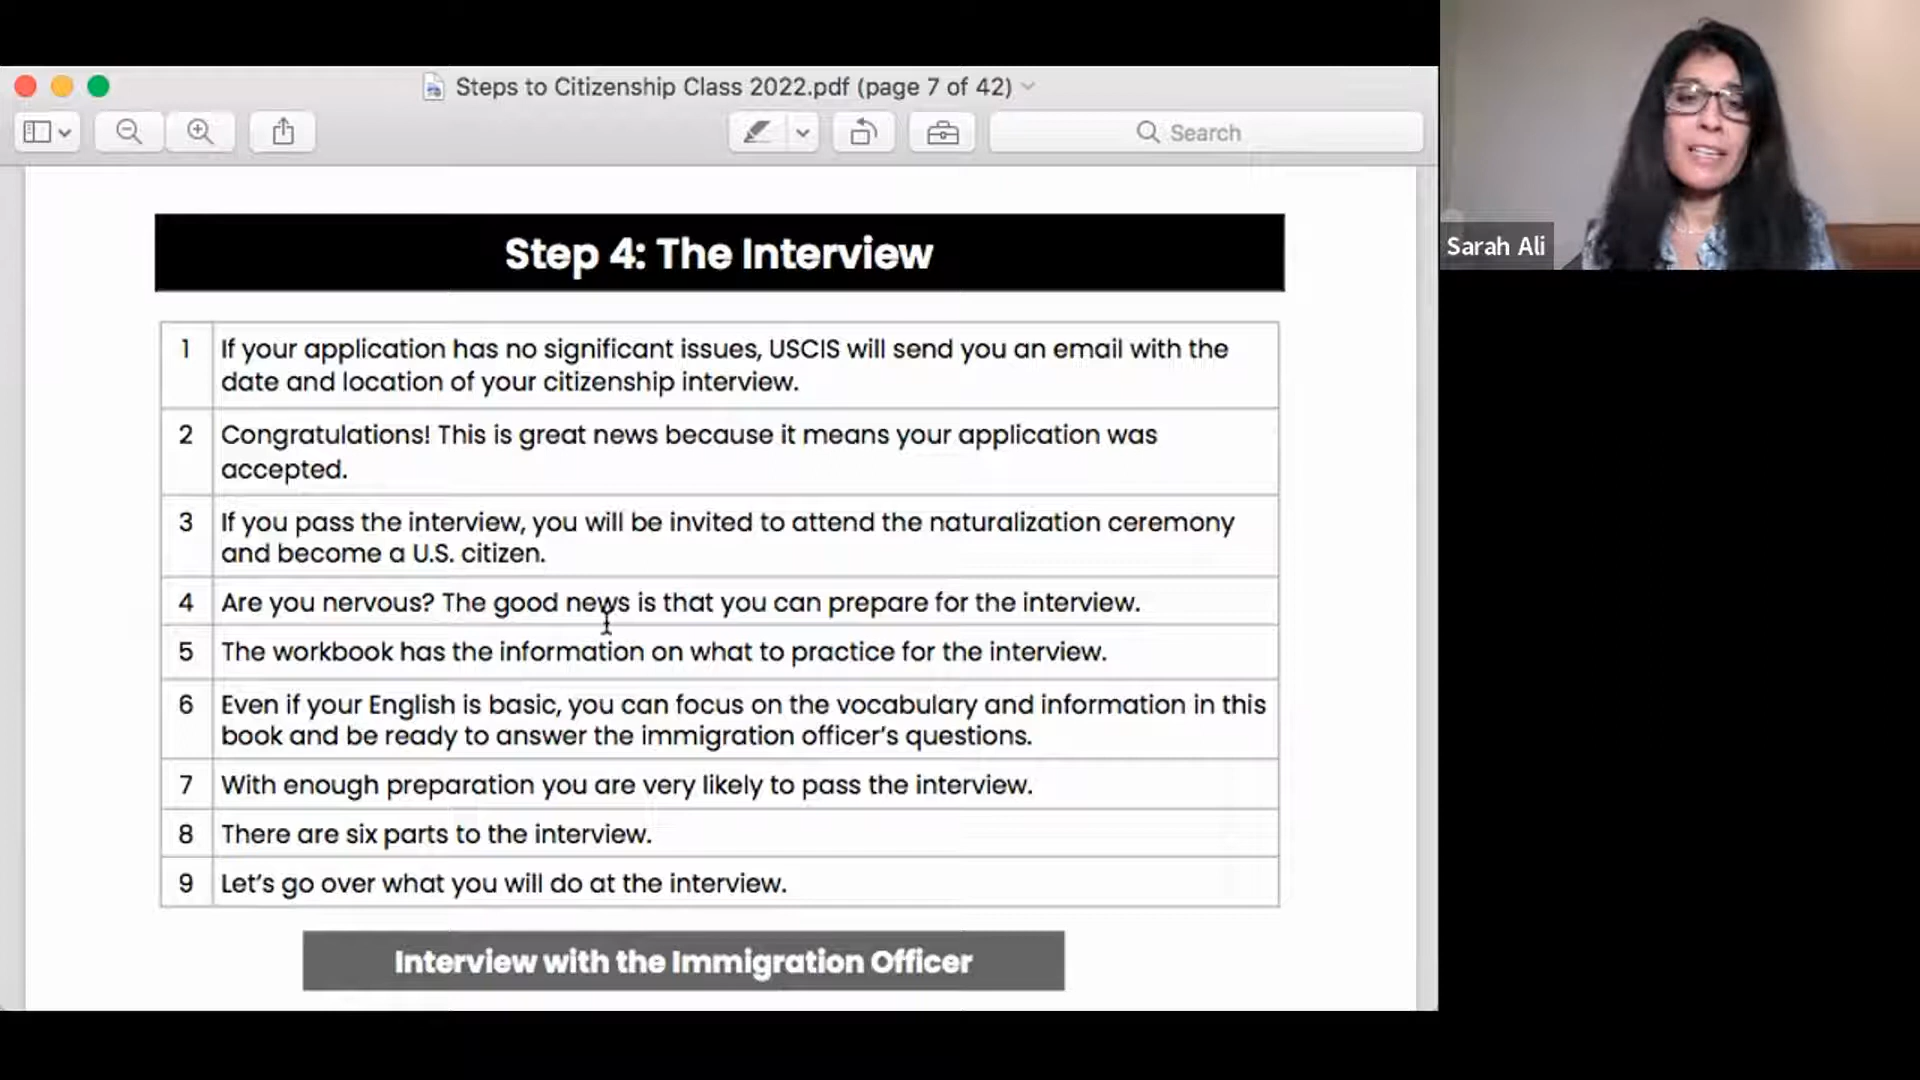 Steps to Citizenship Class 2022.pdf (page 7 of 42)
Search
Sarah Ali
Step 4: The Interview
1 If your application has no significant issues, USCIS will send you an email with the
date and location of your citizenship interview.
2 Congratulations! This is great news because it means your application was
accepted.
3 If you pass the interview, you will be invited to attend the naturalization ceremony
and become a U.S. citizen.
4 Are you nervous? The good news is that you can prepare for the interview.
5 The workbook has the information on what to practice for the interview.
6 Even if your English is basic, you can focus on the vocabulary and information in this
book and be ready to answer the immigration officer's questions.
7 With enough preparation you are very likely to pass the interview.
8 There are six parts to the interview.
9 Let's go over what you will do at the interview.
Interview with the Immigration Officer